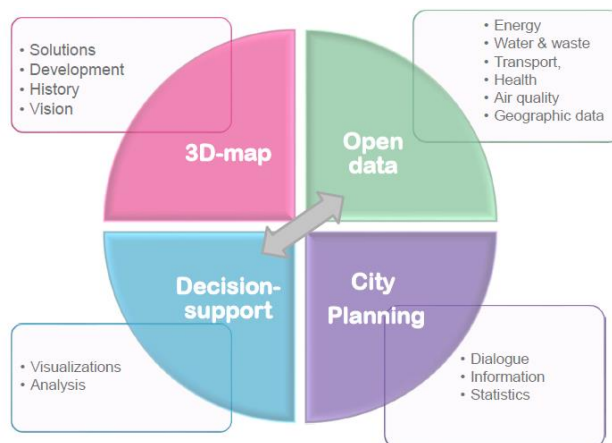 • Solutions
• Development
• History
• Vision
3D-map
• Energy
• Water & waste
• Transport,
• Health
• Air quality
• Geographic data
Open
data
Decision-
support
• Visualizations
• Analysis
City
Planning
• Dialogue
• Information
• Statistics